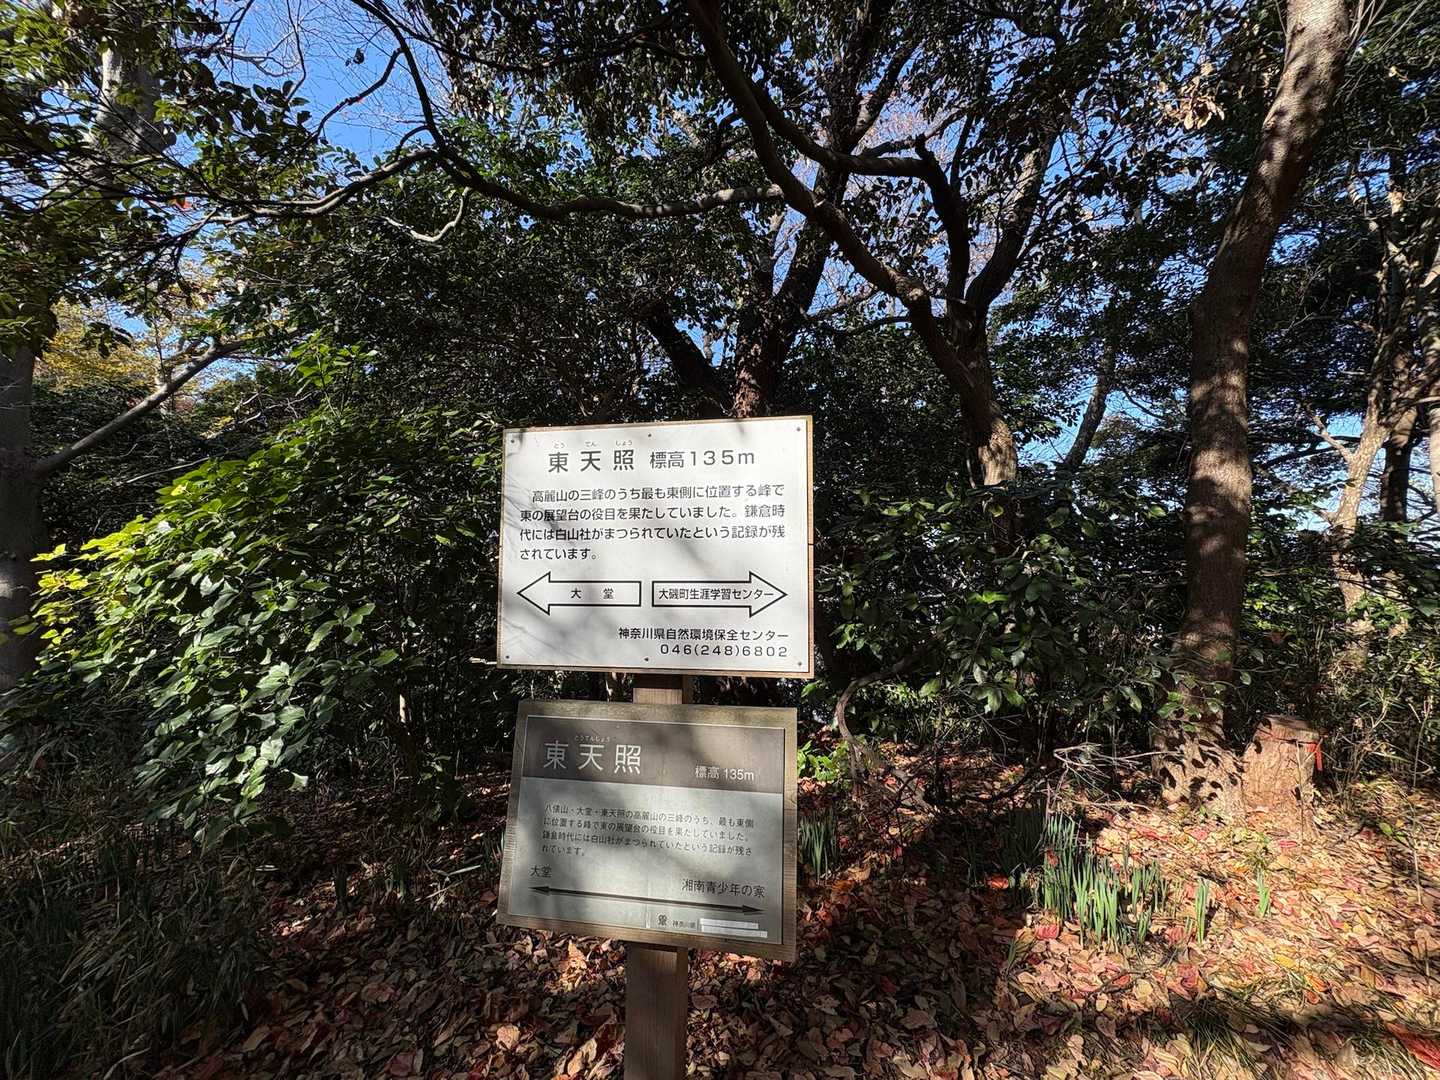 とう てん しょう
東天照 標高135m
高麗山の三峰のうち最も東側に位置する峰で
東の展望台の役目を果たしていました。鎌倉時
代には白山社がまつられていたという記録が残
されています。
大堂 大磯町生涯学習センター
神奈川県自然環境保全センター
046(248)6802
とうてんしょう
東天照 標高 135m
八俵山・大堂・東天照の高麗山の三峰のうち、最も東側
に位置する峰で東の展望台の役目を果たしていました。
鎌倉時代には白山社がまつられていたという記録が残さ
れています。
大堂 湘南青少年の家
神奈川県